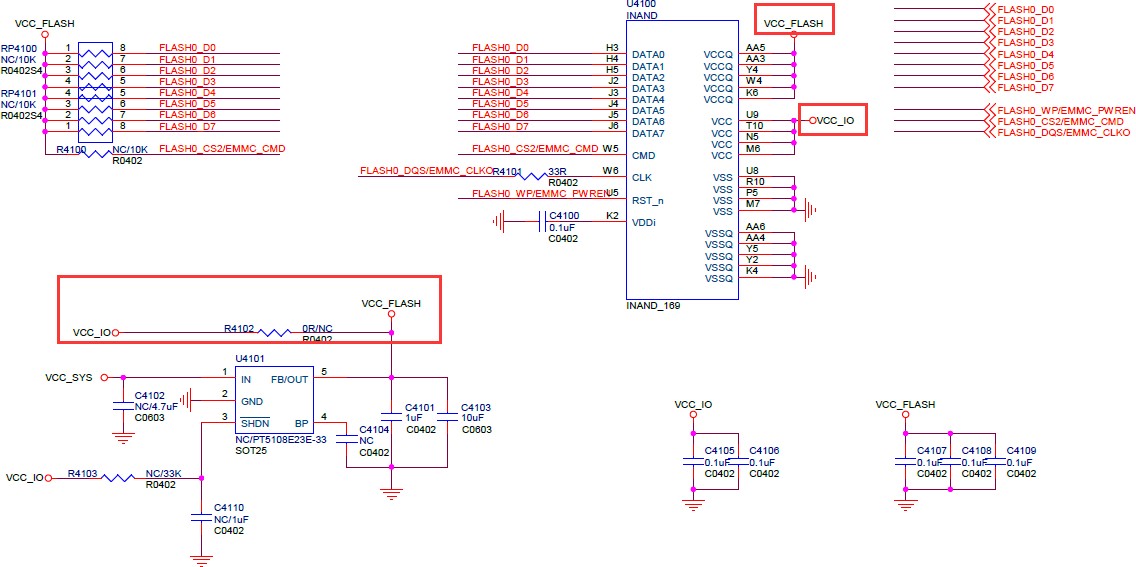 VCC_FLASH
RP4100
NC/10K
R0402S4
RP4101
NC/10K
R0402S4
1 8 FLASH0_D0
2 7 FLASH0_D1
3 6 FLASH0_D2
4 5 FLASH0_D3
4 5 FLASH0_D4
3 6 FLASH0_D5
2 7 FLASH0_D6
1 8 FLASH0_D7
R4100 NC/10K FLASH0_CS2/EMMC_CMD
R0402
U4100
INAND
FLASH0_D0 H3 DATA0
FLASH0_D1 H4 DATA1
FLASH0_D2 H5 DATA2
FLASH0_D3 J2 DATA3
FLASH0_D4 J3 DATA4
FLASH0_D5 J4 DATA5
FLASH0_D6 J5 DATA6
FLASH0_D7 J6 DATA7
FLASH0_CS2/EMMC_CMD W5 CMD
FLASH0_DQS/EMMC_CLKO R4101 33R W6 CLK
R0402
FLASH0_WP/EMMC_PWREN U5 RST_n
C4100 K2 VDDi
0.1uF
C0402
VCC_FLASH
VCCQ AA5
VCCQ AA3
VCCQ Y4
VCCQ W4
VCCQ K6
VCC U9 VCC_IO
VCC T10
VCC N5
VCC M6
VSS U8
VSS R10
VSS P5
VSS M7
VSSQ AA6
VSSQ AA4
VSSQ Y5
VSSQ Y2
VSSQ K4
INAND_169
FLASH0_D0
FLASH0_D1
FLASH0_D2
FLASH0_D3
FLASH0_D4
FLASH0_D5
FLASH0_D6
FLASH0_D7
FLASH0_WP/EMMC_PWREN
FLASH0_CS2/EMMC_CMD
FLASH0_DQS/EMMC_CLKO
VCC_FLASH
VCC_IO R4102 0R/NC
R0402
U4101
VCC_SYS 1 IN FB/OUT 5
2 GND
3 SHDN BP 4
NC/PT5108E23E-33
SOT25
C4102
NC/4.7uF
C0603
C4101
1uF
C0402
C4103
10uF
C0603
C4104
NC
C0402
VCC_IO R4103 NC/33K
R0402
C4110
NC/1uF
C0402
VCC_IO
C4105 C4106
0.1uF 0.1uF
C0402 C0402
VCC_FLASH
C4107 C4108 C4109
0.1uF 0.1uF 0.1uF
C0402 C0402 C0402